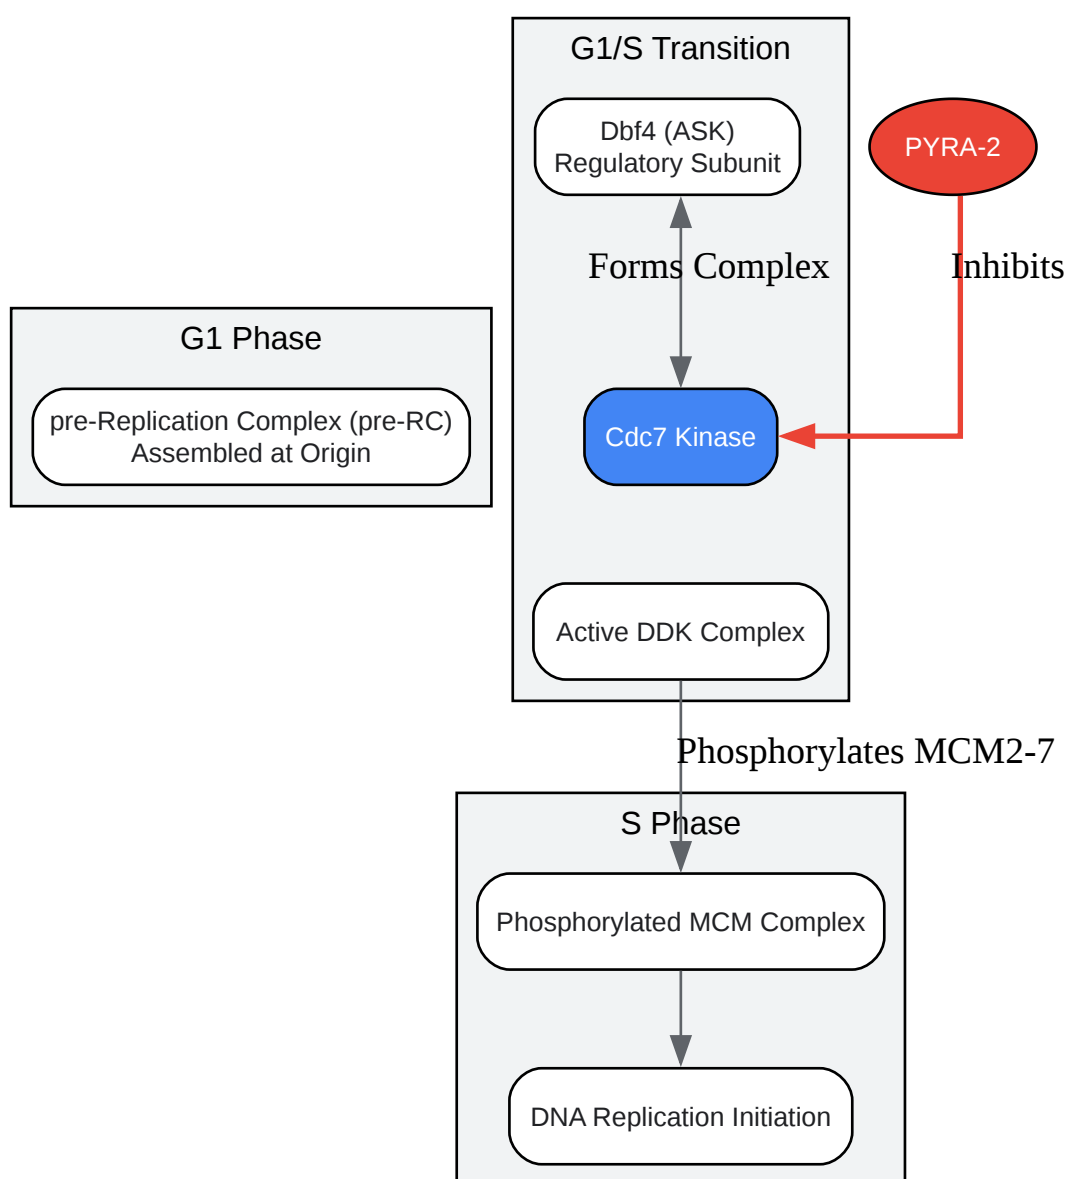 G1/S Transition
Dbf4 (ASK)
Regulatory Subunit
PYRA-2
Forms Complex
Inhibits
G1 Phase
pre-Replication Complex (pre-RC)
Assembled at Origin
Cdc7 Kinase
Active DDK Complex
Phosphorylates MCM2-7
S Phase
Phosphorylated MCM Complex
DNA Replication Initiation